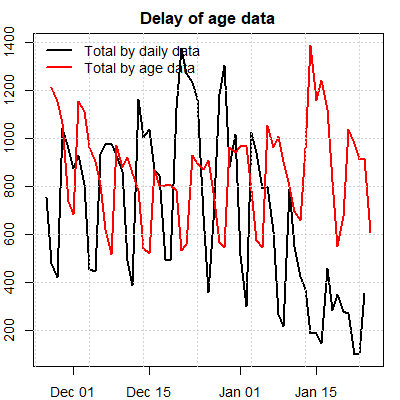 Delay of age data
Total by daily data
Total by age data
1400
1200
1000
800
600
400
200
Dec 01 Dec 15 Jan 01 Jan 15